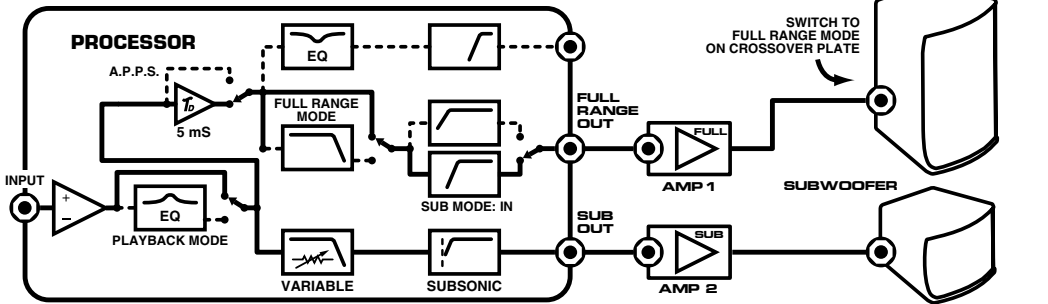 PROCESSOR
A.P.P.S.
EQ
SWITCH TO
FULL RANGE MODE
ON CROSSOVER PLATE
T_D
5 mS
FULL RANGE
MODE
FULL
RANGE
OUT
FULL
AMP 1
INPUT
+
−
EQ
PLAYBACK MODE
SUB MODE: IN
SUBWOOFER
SUB
OUT
SUB
AMP 2
VARIABLE
SUBSONIC